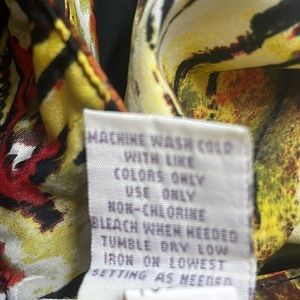 MACHINE WASH COLD
WITH LIKE
COLORS ONLY
USE ONLY
NON-CHLORINE
BLEACH WHEN NEEDED
TUMBLE DRY LOW
IRON ON LOWEST
SETTING AS NEEDED